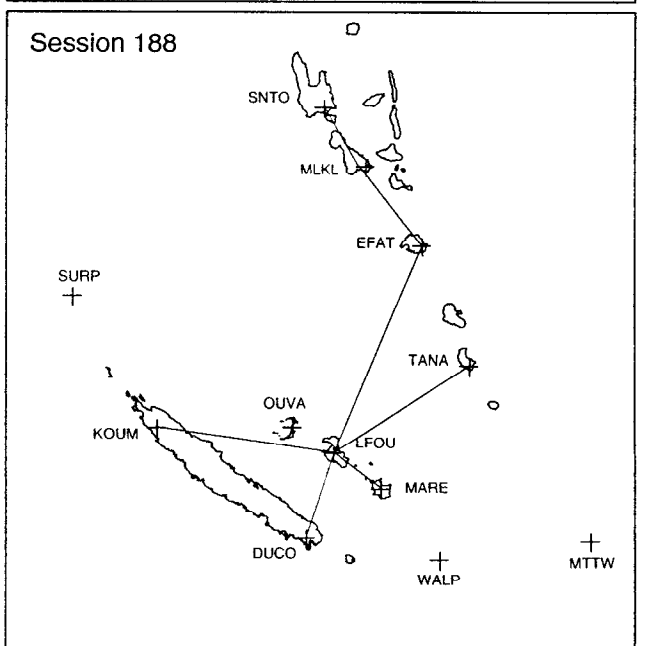 Session 188
SNTO
MLKL
EFAT
SURP
TANA
OUVA
KOUM
LFOU
MARE
DUCO
MTTW
WALP